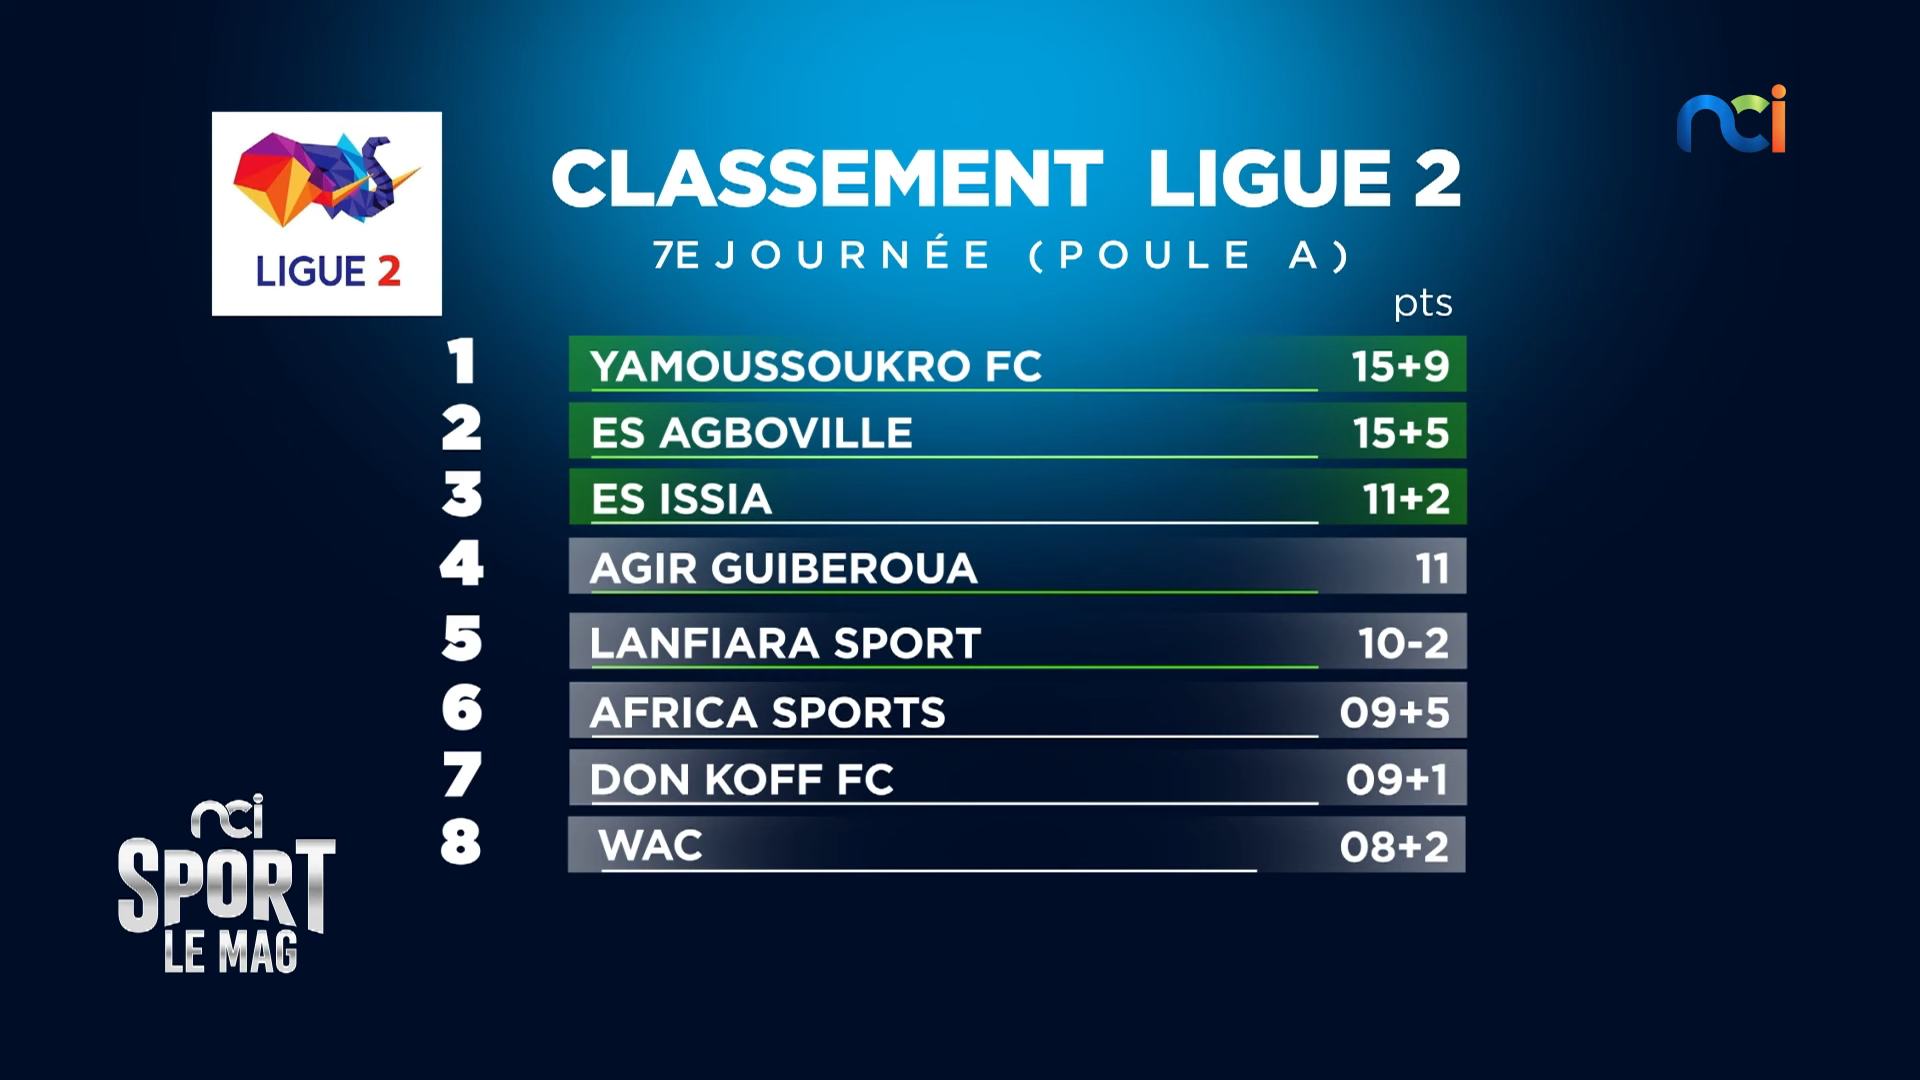 nci
CLASSEMENT LIGUE 2
LIGUE 2
7E JOURNÉE (POULE A)
pts
1 YAMOUSSOUKRO FC 15+9
2 ES AGBOVILLE 15+5
3 ES ISSIA 11+2
4 AGIR GUIBEROUA 11
5 LANFIARA SPORT 10-2
6 AFRICA SPORTS 09+5
7 DON KOFF FC 09+1
8 WAC 08+2
nci
SPORT
LE MAG